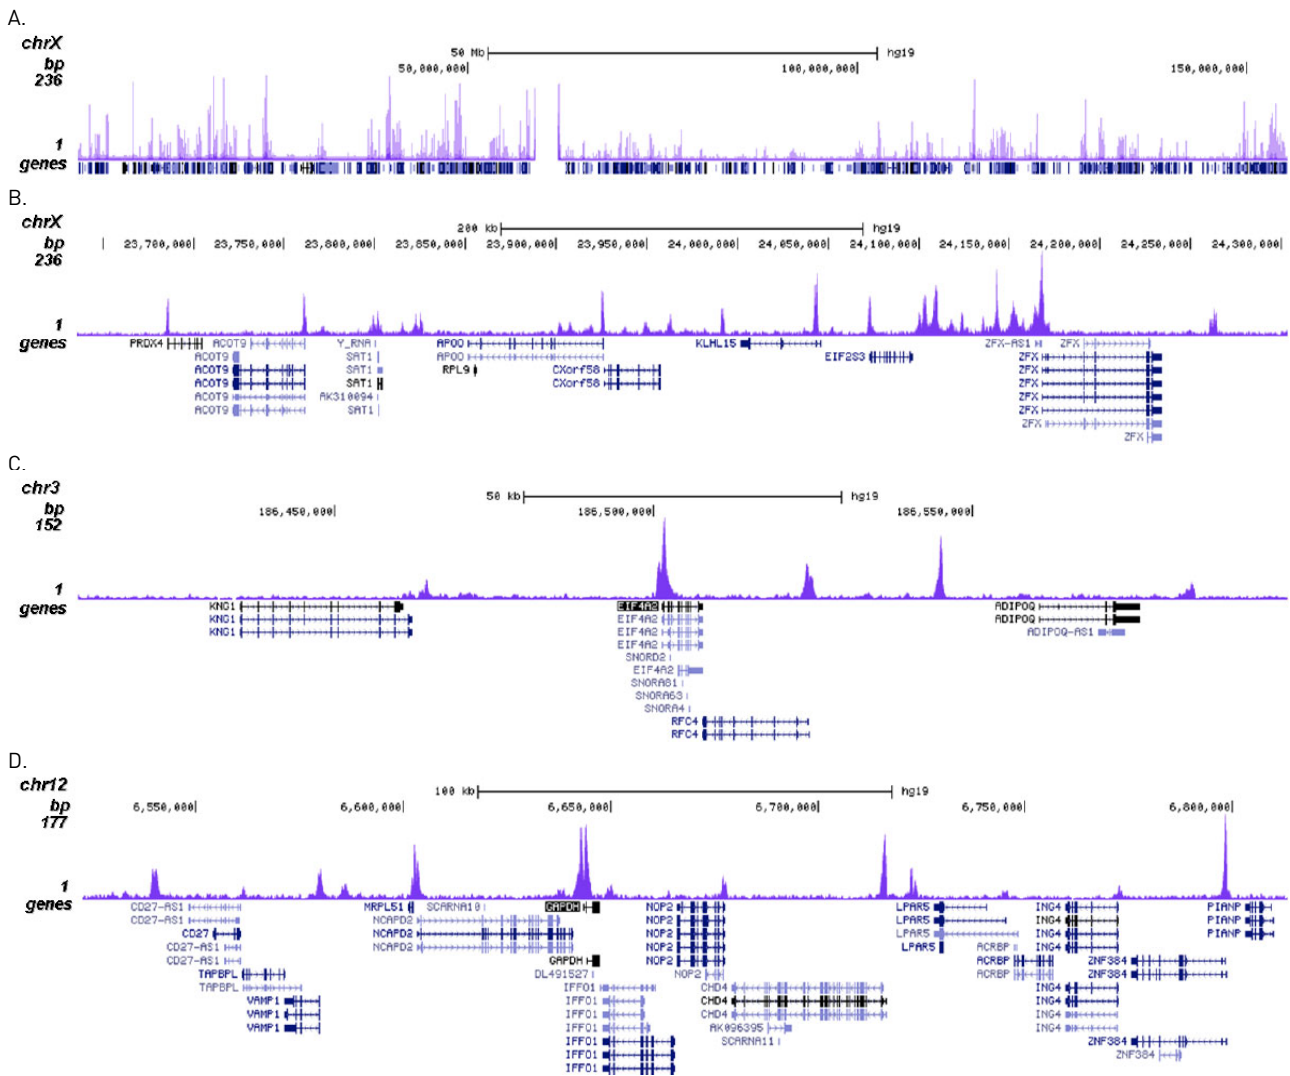 A.
chrX
50 Mb hg19
bp 50,000,000 100,000,000 150,000,000
236
1
genes
B.
chrX
200 kb hg19
bp 23,700,000 23,750,000 23,800,000 23,850,000 23,900,000 23,950,000 24,000,000 24,050,000 24,100,000 24,150,000 24,200,000 24,250,000 24,300,000
236
1
genes PRDX4 ACOT9 Y_RNA APOO KLHL15 ZFX-AS1 ZFX
ACOT9 SAT1 APOO EIF2S3 ZFX
ACOT9 SAT1 RPL9 CXorf58 ZFX
ACOT9 SAT1 CXorf58 ZFX
ACOT9 AK310094 ZFX
ACOT9 SAT1 ZFX
ZFX
ZFX
C.
chr3
50 kb hg19
bp 186,450,000 186,500,000 186,550,000
152
1
genes KNG1 EIF4A2 ADIPOQ
KNG1 EIF4A2 ADIPOQ
KNG1 EIF4A2 ADIPOQ-AS1
EIF4A2
SNORD2
EIF4A2
SNORA81
SNORA63
SNORA4
RFC4
RFC4
D.
chr12
100 kb hg19
bp 6,550,000 6,600,000 6,650,000 6,700,000 6,750,000 6,800,000
177
1
genes CD27-AS1 MRPL51 SCARNA10 GAPDH NOP2 LPAR5 ING4 PIANP
CD27-AS1 NCAPD2 NOP2 LPAR5 ING4 PIANP
CD27 NCAPD2 NOP2 LPAR5 ING4 PIANP
CD27-AS1 NCAPD2 NOP2 LPAR5 ACRBP ING4
CD27-AS1 GAPDH NOP2 ACRBP ZNF384
TAPBPL DL491527 NOP2 ACRBP ZNF384
TAPBPL IFFO1 CHD4 ING4
VAMP1 IFFO1 CHD4 ING4
VAMP1 IFFO1 CHD4 ING4
VAMP1 IFFO1 AK096395 ING4
IFFO1 SCARNA11 ZNF384
IFFO1 ZNF384
IFFO1